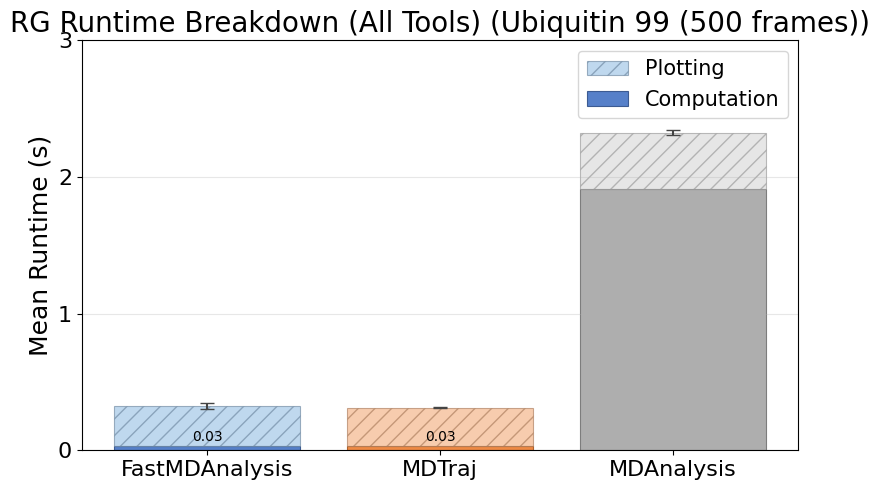 RG Runtime Breakdown (All Tools) (Ubiquitin 99 (500 frames))
Mean Runtime (s)
3
2
1
0
Plotting
Computation
0.03
0.03
FastMDAnalysis
MDTraj
MDAnalysis